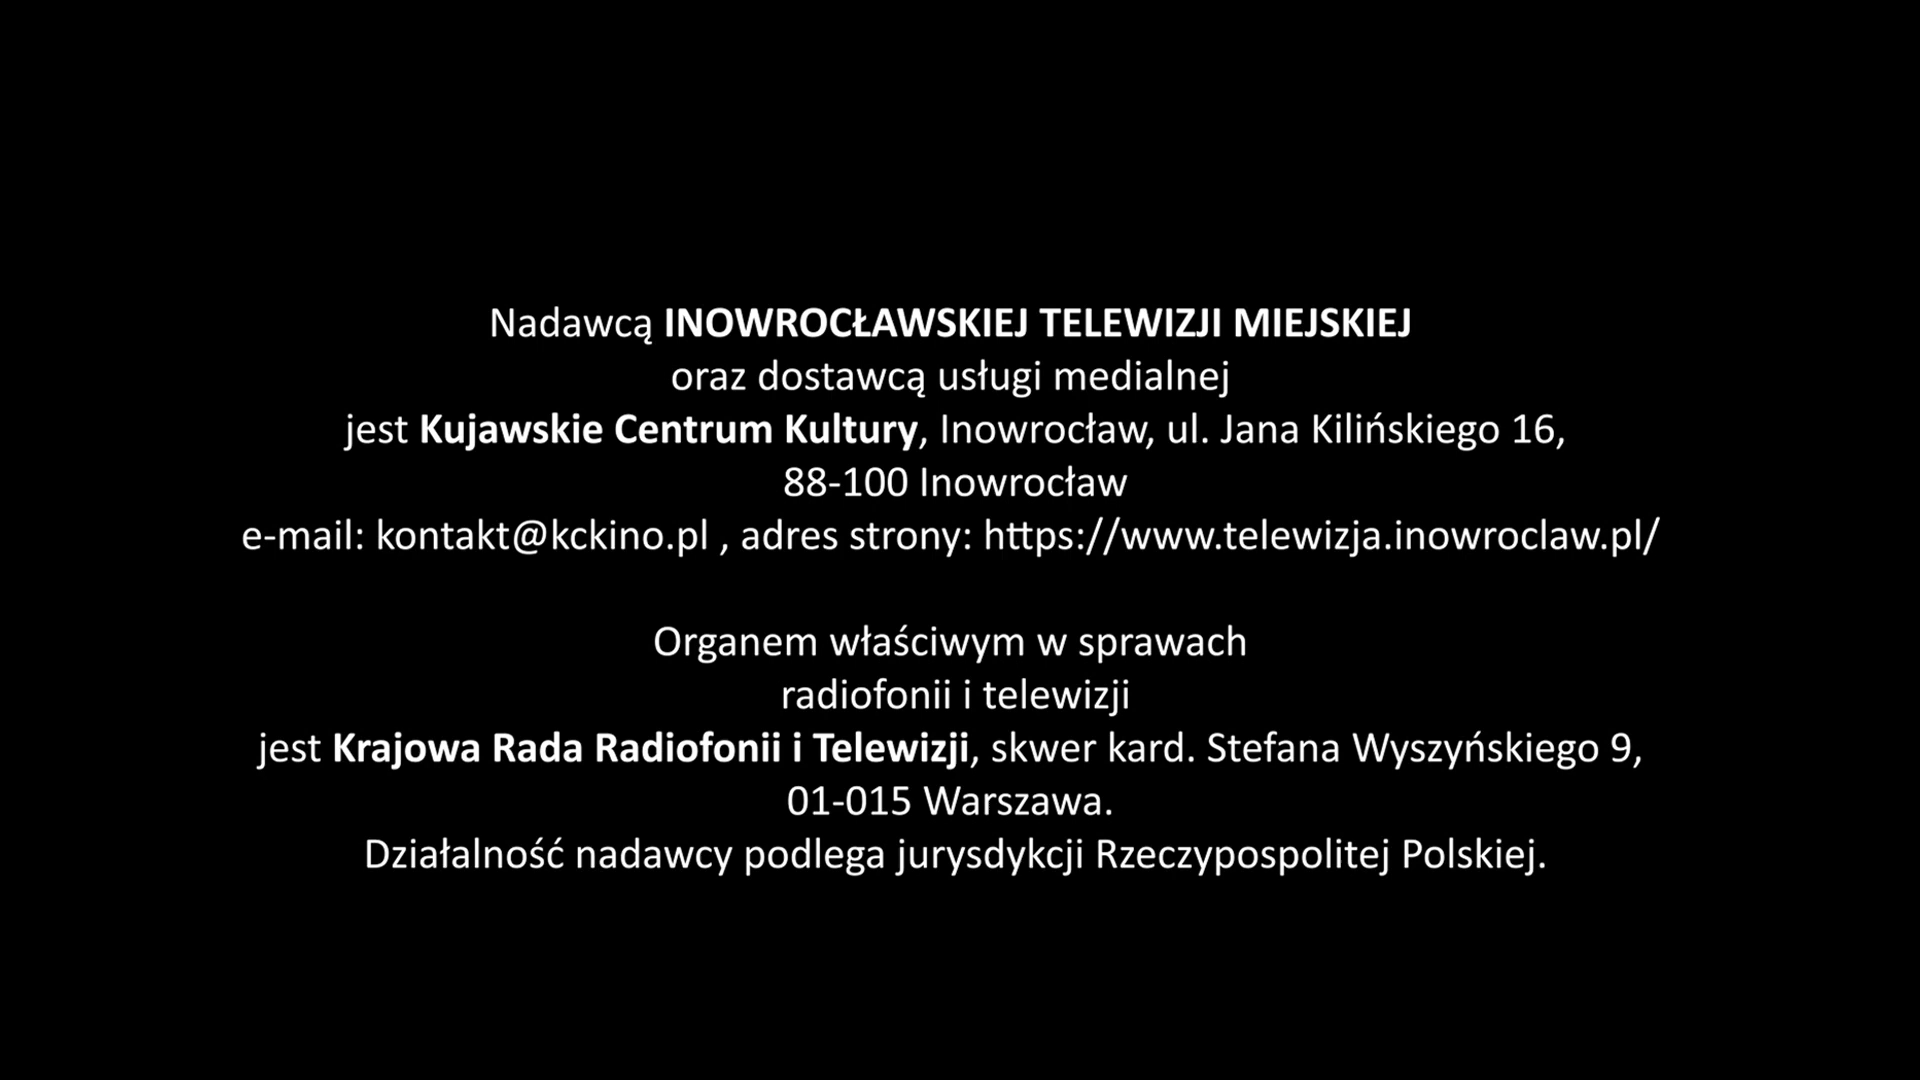 Nadawcą INOWROCŁAWSKIEJ TELEWIZJI MIEJSKIEJ
oraz dostawcą usługi medialnej
jest Kujawskie Centrum Kultury, Inowrocław, ul. Jana Kilińskiego 16,
88-100 Inowrocław
e-mail: kontakt@kckino.pl , adres strony: https://www.telewizja.inowroclaw.pl/
Organem właściwym w sprawach
radiofonii i telewizji
jest Krajowa Rada Radiofonii i Telewizji, skwer kard. Stefana Wyszyńskiego 9,
01-015 Warszawa.
Działalność nadawcy podlega jurysdykcji Rzeczypospolitej Polskiej.